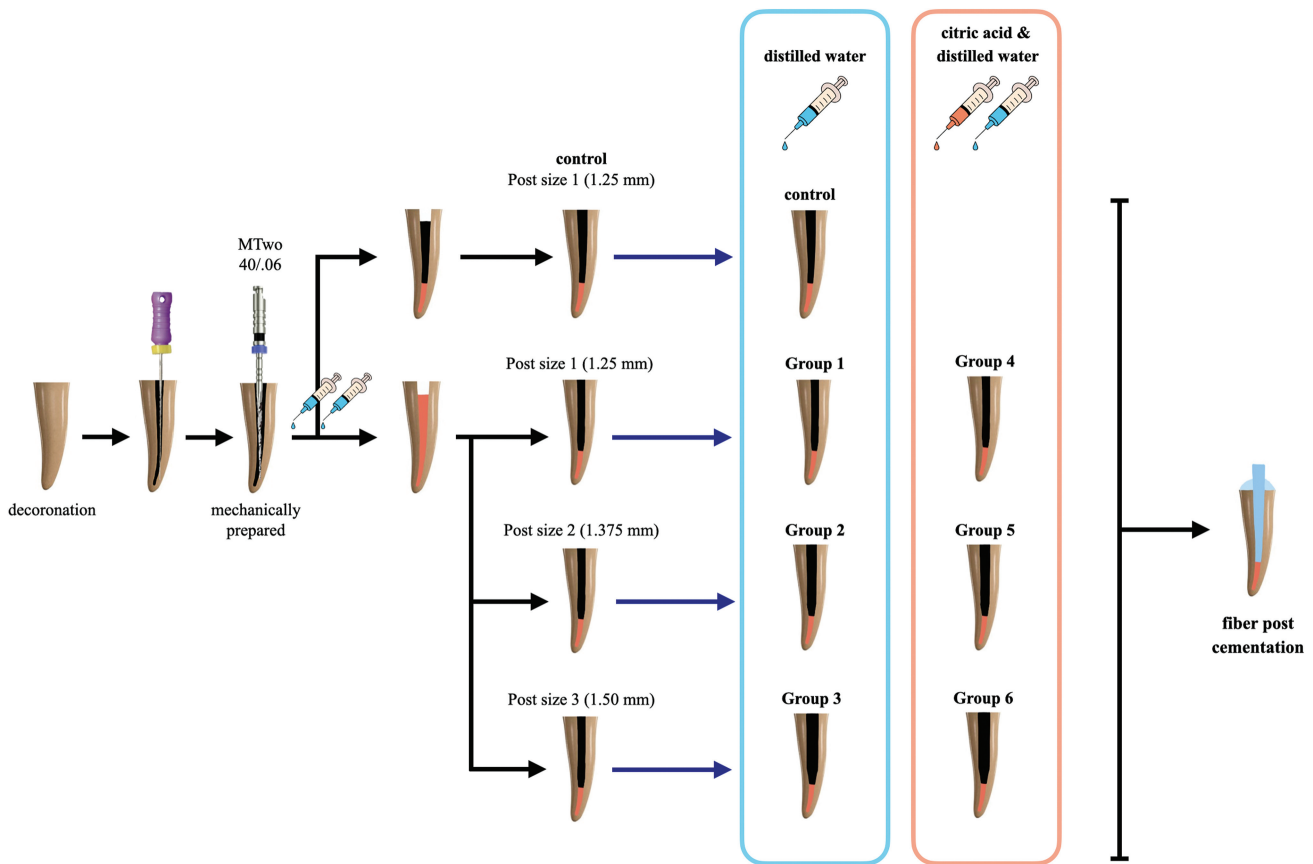 distilled water
citric acid &
distilled water
control
Post size 1 (1.25 mm)
control
MTwo
40/.06
Post size 1 (1.25 mm)
Group 1
Group 4
decoronation
mechanically
prepared
Post size 2 (1.375 mm)
Group 2
Group 5
fiber post
cementation
Post size 3 (1.50 mm)
Group 3
Group 6